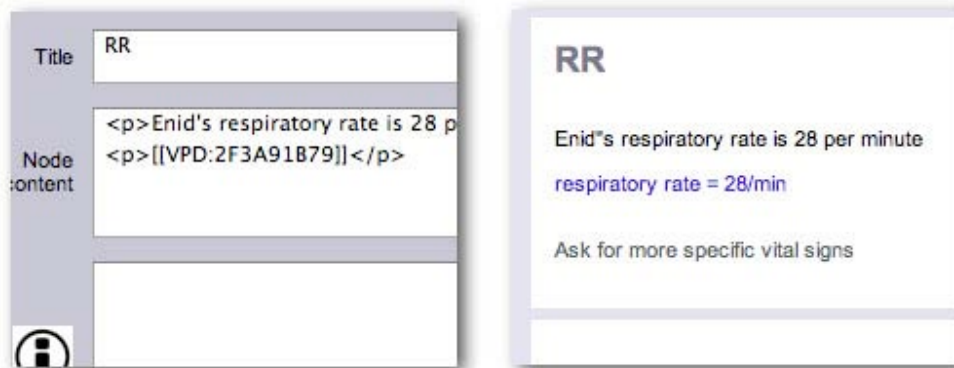 Title
RR
<p>Enid's respiratory rate is 28 p
<p>[[VPD:2F3A91B79]]</p>
Node
content
RR
Enid"s respiratory rate is 28 per minute
respiratory rate = 28/min
Ask for more specific vital signs